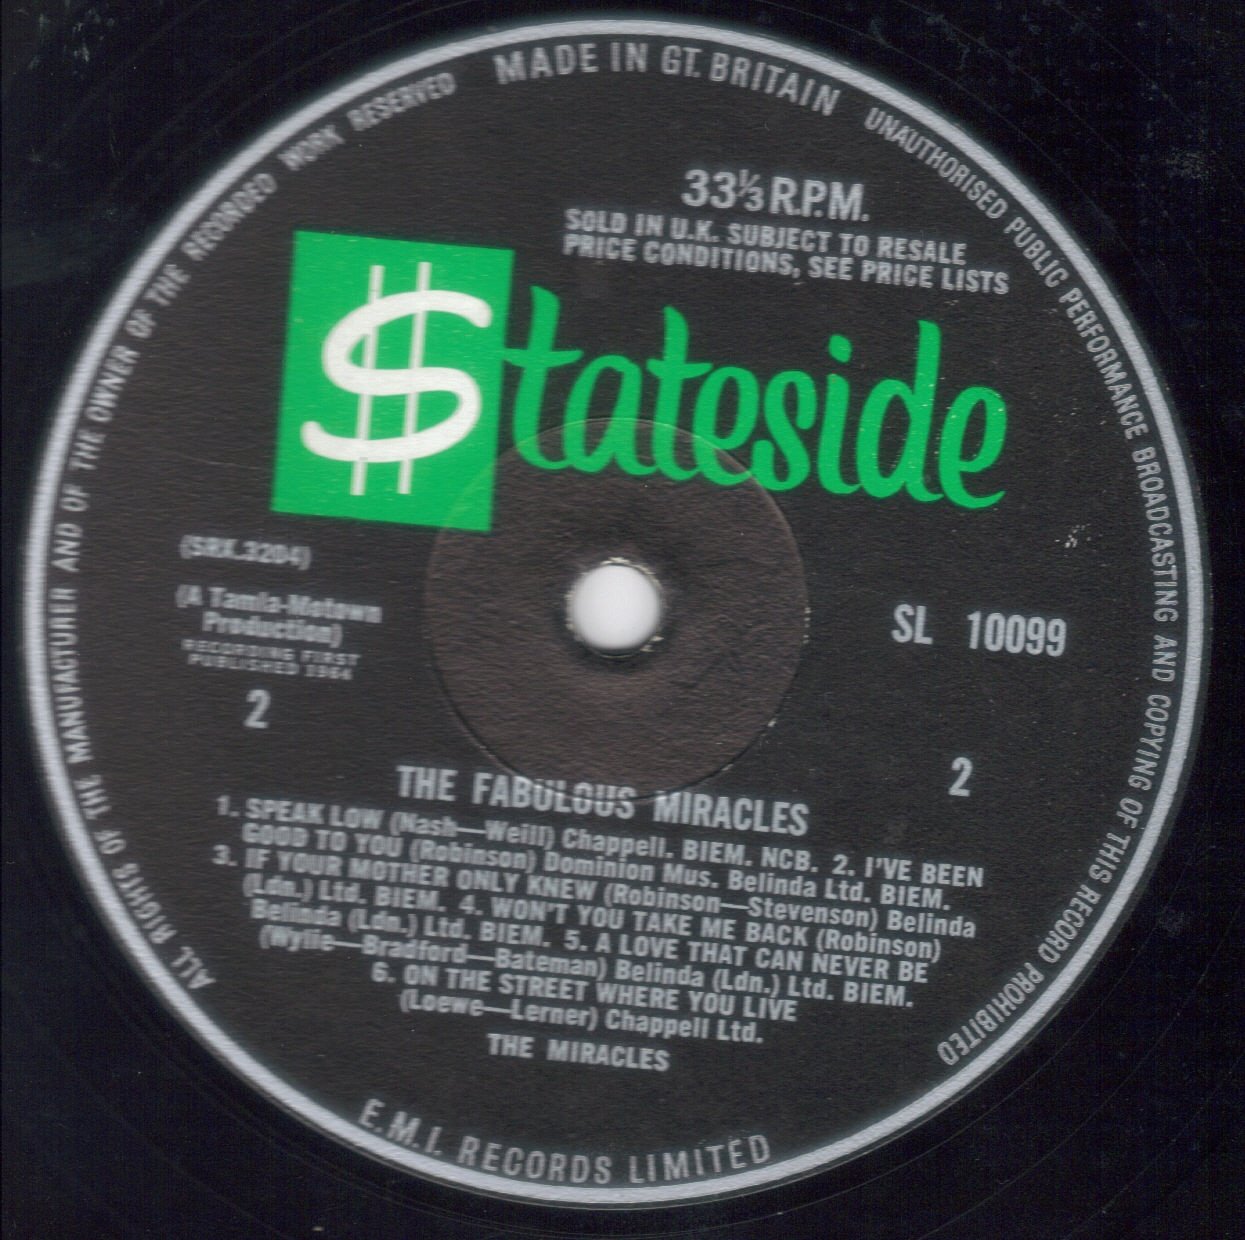 MADE IN GT. BRITAIN
UNAUTHORISED PUBLIC PERFORMANCE BROADCASTING AND COPYING OF THIS RECORD PROHIBITED
ALL RIGHTS OF THE MANUFACTURER AND OF THE OWNER OF THE RECORDED WORK RESERVED
33⅓ R.P.M.
SOLD IN U.K. SUBJECT TO RESALE
PRICE CONDITIONS, SEE PRICE LISTS
$tateside
(SRX.3204)
(A Tamla-Motown
Production)
RECORDING FIRST
PUBLISHED 1964
2
SL 10099
2
THE FABULOUS MIRACLES
1. SPEAK LOW (Nash—Weill) Chappell. BIEM. NCB. 2. I'VE BEEN
GOOD TO YOU (Robinson) Dominion Mus. Belinda Ltd. BIEM.
3. IF YOUR MOTHER ONLY KNEW (Robinson—Stevenson) Belinda
(Ldn.) Ltd. BIEM. 4. WON'T YOU TAKE ME BACK (Robinson)
Belinda (Ldn.) Ltd. BIEM. 5. A LOVE THAT CAN NEVER BE
(Wylie—Bradford—Bateman) Belinda (Ldn.) Ltd. BIEM.
6. ON THE STREET WHERE YOU LIVE
(Loewe—Lerner) Chappell Ltd.
THE MIRACLES
E.M.I. RECORDS LIMITED